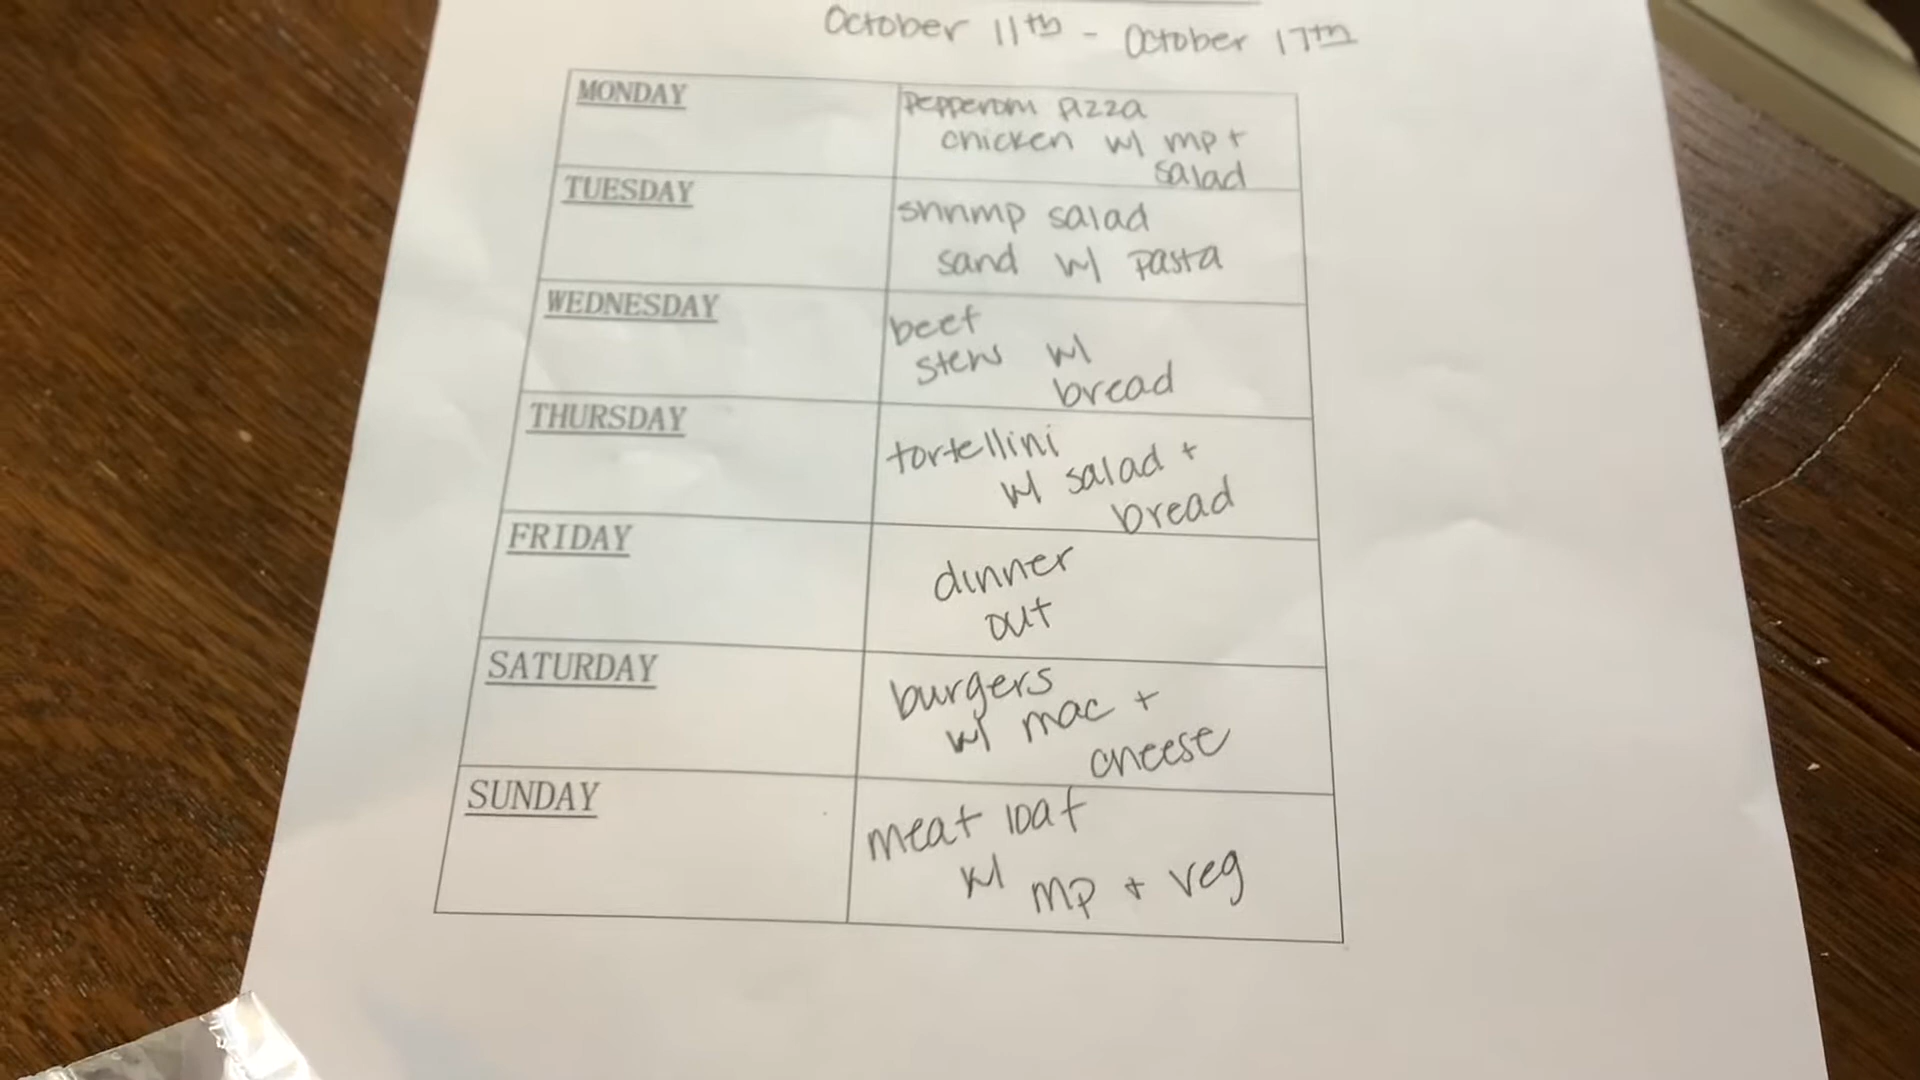 October 11th - October 17th
MONDAY
pepperoni pizza
chicken w/ mp +
salad
TUESDAY
shrimp salad
sand w/ pasta
WEDNESDAY
beef
stew w/
bread
THURSDAY
tortellini
w/ salad +
bread
FRIDAY
dinner
out
SATURDAY
burgers
w/ mac +
cheese
SUNDAY
meat loaf
w/ mp + veg